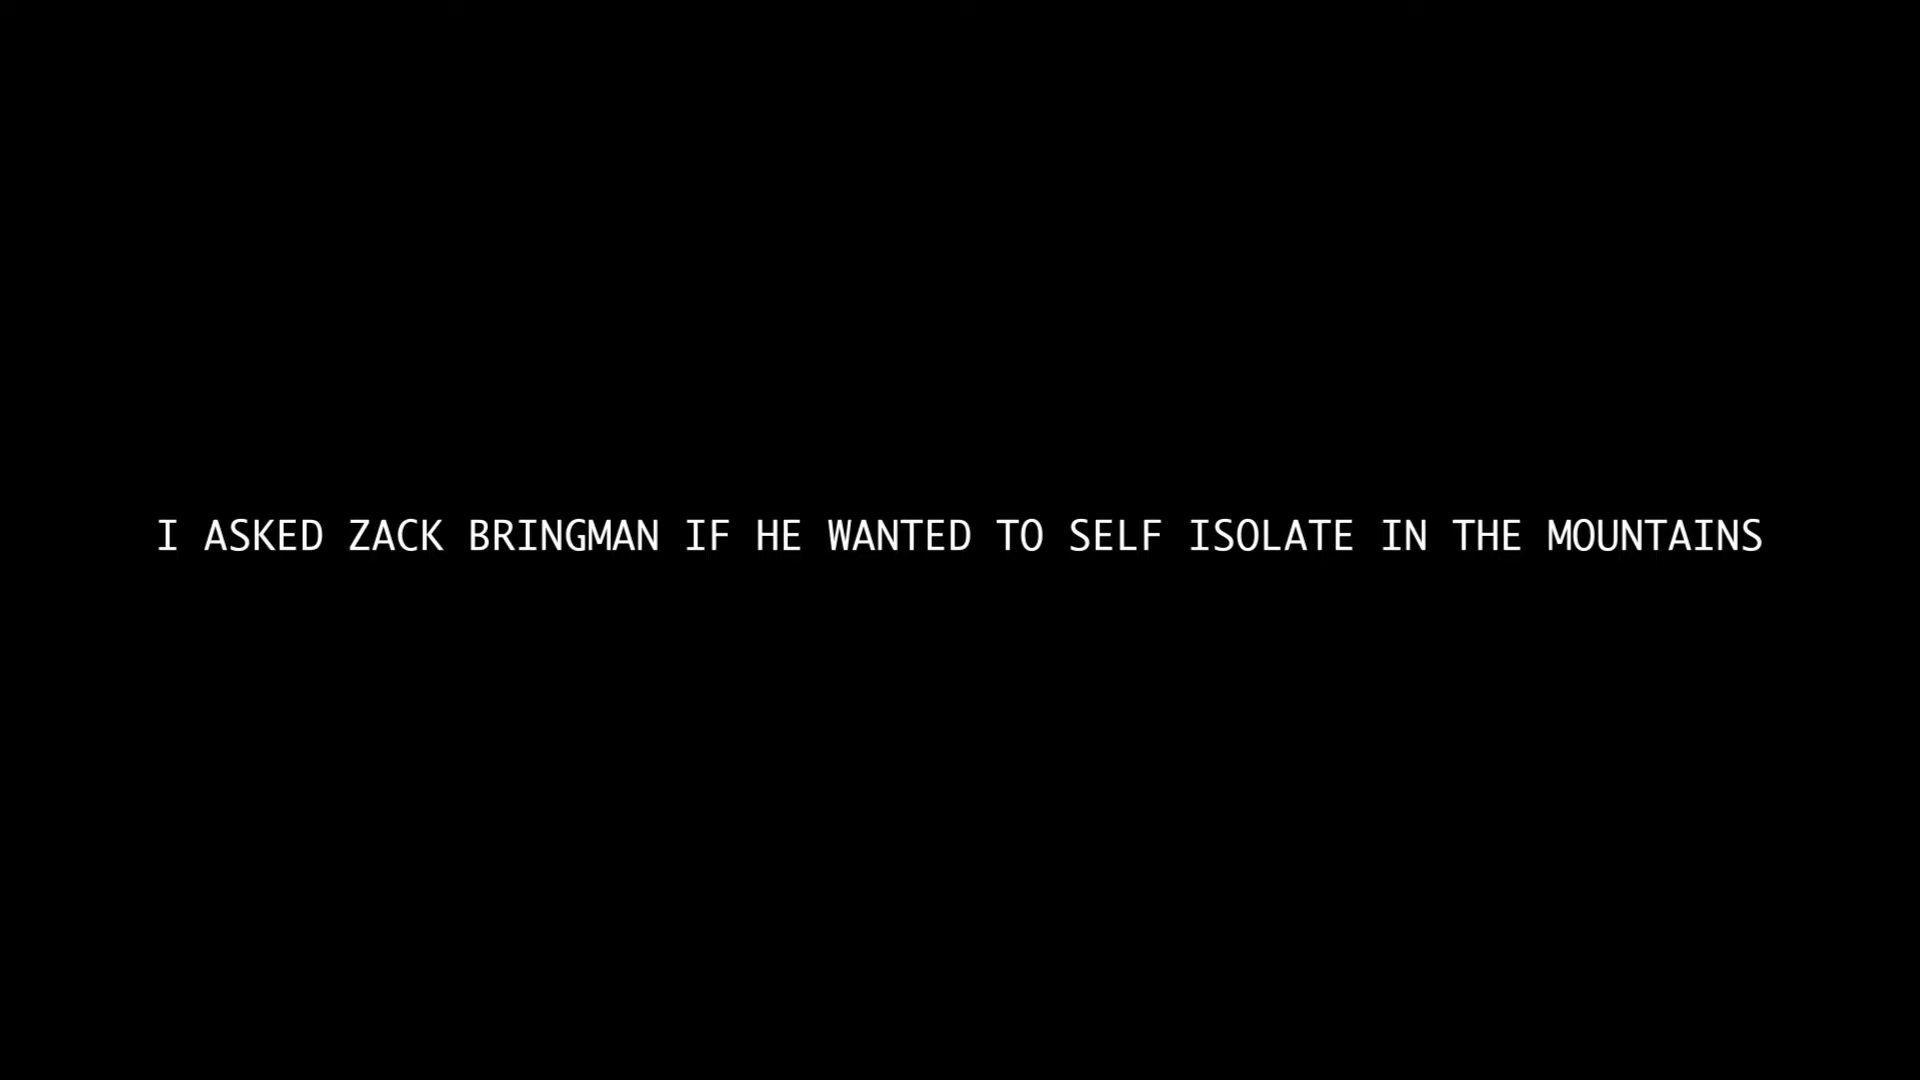 I ASKED ZACK BRINGMAN IF HE WANTED TO SELF ISOLATE IN THE MOUNTAINS